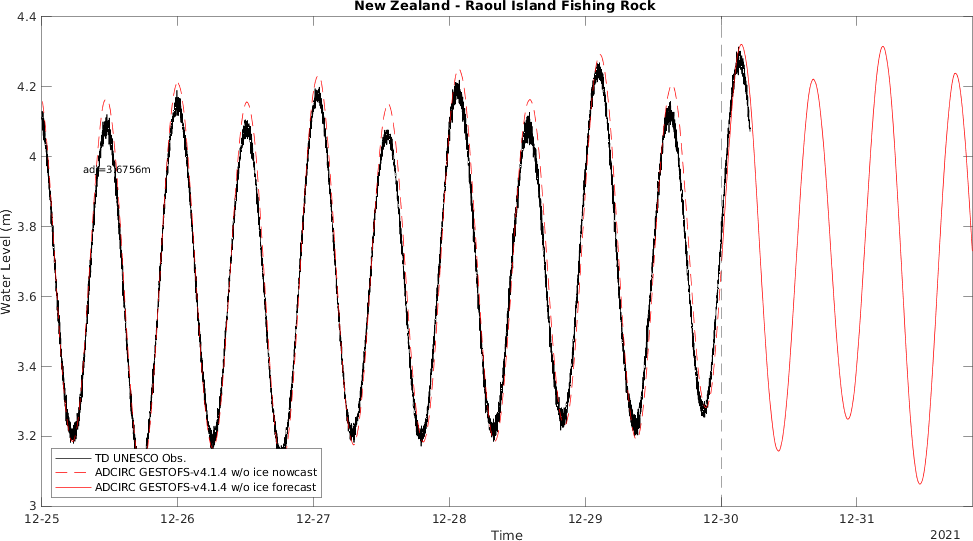 New Zealand - Raoul Island Fishing Rock
4.4
4.2
4
3.8
3.6
3.4
3.2
3
Water Level (m)
adj=3.6756m
TD UNESCO Obs.
ADCIRC GESTOFS-v4.1.4 w/o ice nowcast
ADCIRC GESTOFS-v4.1.4 w/o ice forecast
12-25 12-26 12-27 12-28 12-29 12-30 12-31
Time
2021